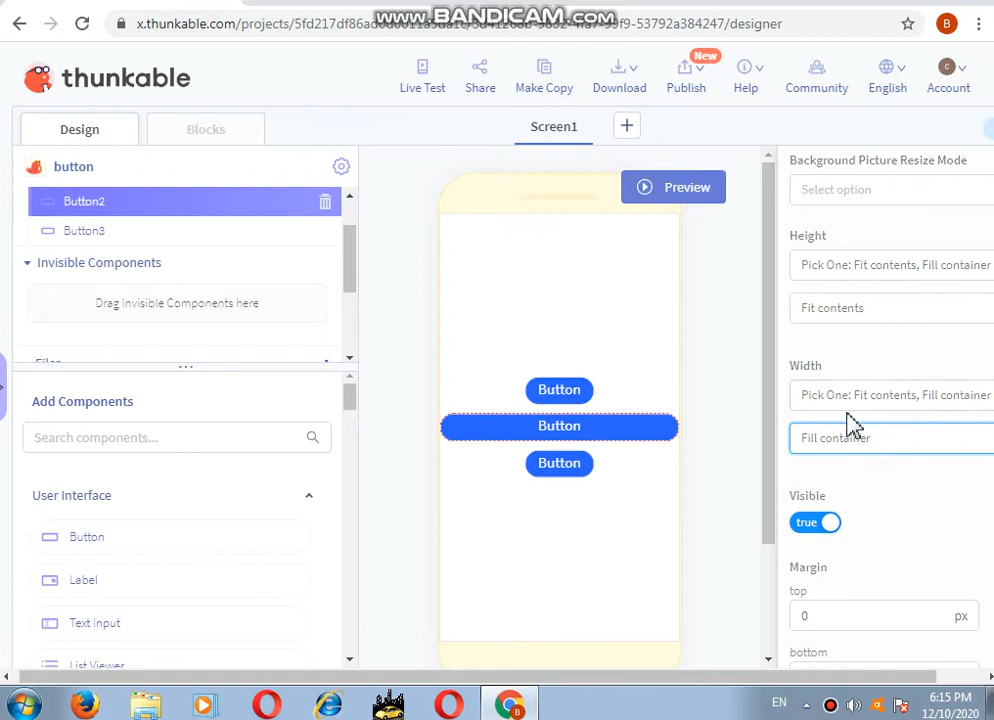 www.BANDICAM.com
x.thunkable.com/projects/
/designer
B
thunkable
New
Live Test
Share
Make Copy
Download
Publish
Help
Community
English
C
Account
Design
Blocks
Screen1
+
button
Button2
Button3
Invisible Components
Drag Invisible Components here
Add Components
Search components...
User Interface
Button
Label
Text Input
List Viewer
Preview
Button
Button
Button
Background Picture Resize Mode
Select option
Height
Pick One: Fit contents, Fill container
Fit contents
Width
Pick One: Fit contents, Fill container
Fill container
Visible
true
Margin
top
0 px
bottom
EN
6:15 PM
12/10/2020